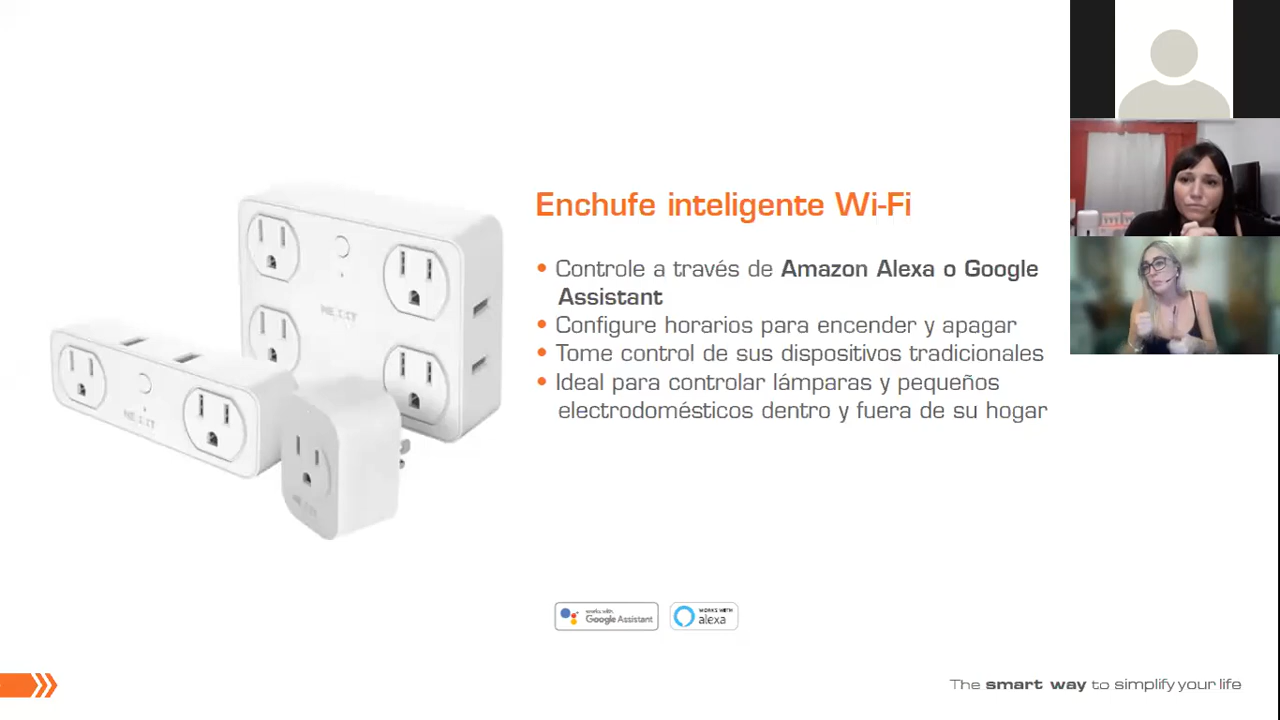 Enchufe inteligente Wi-Fi
• Controle a través de Amazon Alexa o Google
Assistant
• Configure horarios para encender y apagar
• Tome control de sus dispositivos tradicionales
• Ideal para controlar lámparas y pequeños
electrodomésticos dentro y fuera de su hogar
works with
Google Assistant
WORKS WITH
alexa
The smart way to simplify your life